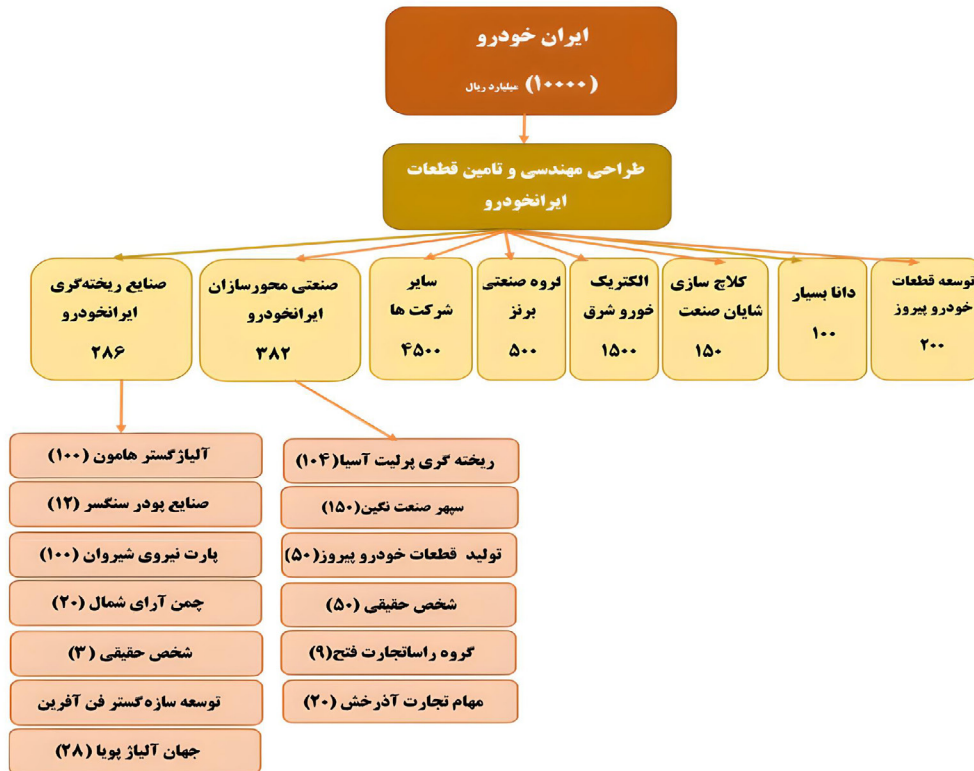 ایران خودرو
(۱۰۰۰۰) میلیارد ریال
طراحی مهندسی و تامین قطعات
ایرانخودرو
توسعه قطعات
خودرو پیروز
۲۰۰
دانا بسپار
۱۰۰
کلاچ سازی
شایان صنعت
۱۵۰
الکتریک
خورو شرق
۱۵۰۰
گروه صنعتی
برنز
۵۰۰
سایر
شرکت ها
۴۵۰۰
صنعتی محورسازان
ایرانخودرو
۳۸۲
صنایع ریخته‌گری
ایرانخودرو
۲۸۶
ریخته گری پرلیت آسیا(۱۰۴)
سپهر صنعت نگین(۱۵۰)
تولید قطعات خودرو پیروز(۵۰)
شخص حقیقی (۵۰)
گروه راساتجارت فتح(۹)
مهام تجارت آذرخش (۲۰)
آلیاژگستر هامون (۱۰۰)
صنایع پودر سنگسر (۱۲)
پارت نیروی شیروان (۱۰۰)
چمن آرای شمال (۲۰)
شخص حقیقی (۳)
توسعه سازه‌گستر فن آفرین
جهان آلیاژ پویا (۲۸)